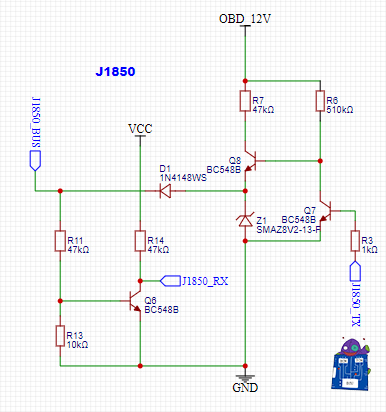 OBD_12V
J1850
R7
47kΩ
R6
510kΩ
J1850_BUS
VCC
Q8
BC548B
D1
1N4148WS
Q7
BC548B
Z1
SMAZ8V2-13-F
R11
47kΩ
R14
47kΩ
R3
1kΩ
J1850_RX
J1850_TX
Q6
BC548B
R13
10kΩ
GND